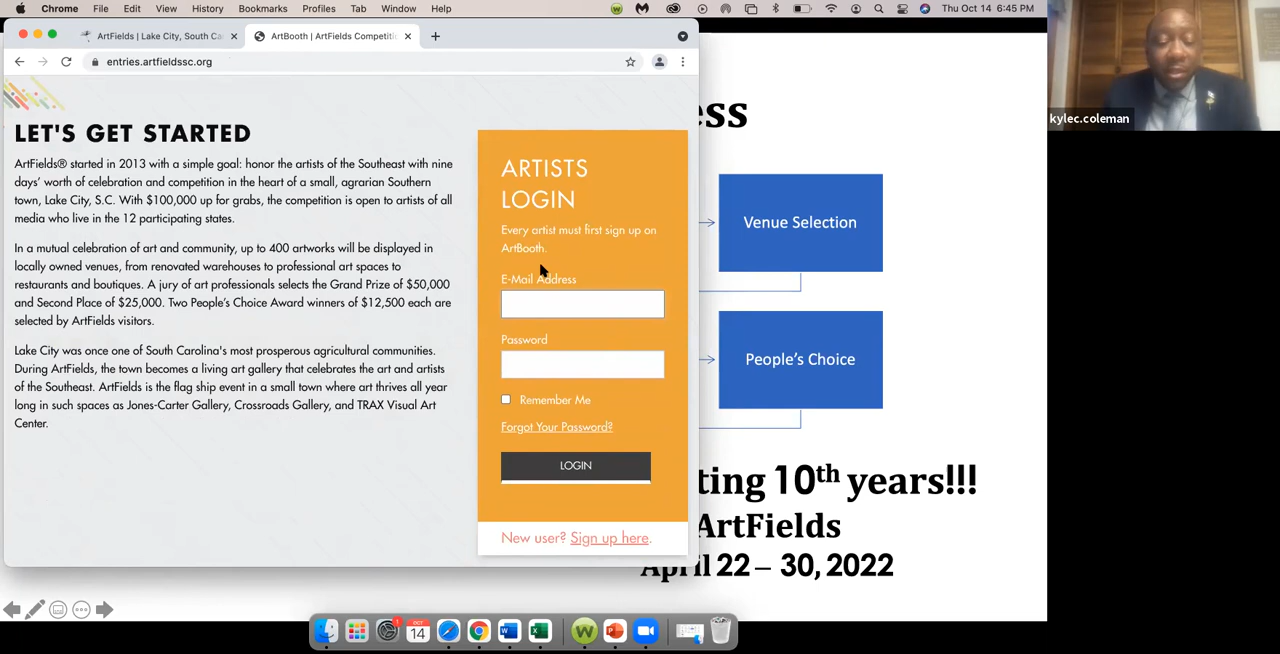 Chrome File Edit View History Bookmarks Profiles Tab Window Help Thu Oct 14 6:45 PM
ArtFields | Lake City, South Ca
ArtBooth | ArtFields Competiti
entries.artfieldssc.org
LET'S GET STARTED
ArtFields® started in 2013 with a simple goal: honor the artists of the Southeast with nine
days' worth of celebration and competition in the heart of a small, agrarian Southern
town, Lake City, S.C. With $100,000 up for grabs, the competition is open to artists of all
media who live in the 12 participating states.
In a mutual celebration of art and community, up to 400 artworks will be displayed in
locally owned venues, from renovated warehouses to professional art spaces to
restaurants and boutiques. A jury of art professionals selects the Grand Prize of $50,000
and Second Place of $25,000. Two People's Choice Award winners of $12,500 each are
selected by ArtFields visitors.
Lake City was once one of South Carolina's most prosperous agricultural communities.
During ArtFields, the town becomes a living art gallery that celebrates the art and artists
of the Southeast. ArtFields is the flag ship event in a small town where art thrives all year
long in such spaces as Jones-Carter Gallery, Crossroads Gallery, and TRAX Visual Art
Center.
ARTISTS
LOGIN
Every artist must first sign up on
ArtBooth.
E-Mail Address
Password
Remember Me
Forgot Your Password?
LOGIN
New user? Sign up here.
ess
Venue Selection
People's Choice
ting 10th years!!!
ArtFields
April 22 – 30, 2022
kylec.coleman
OCT
14
1